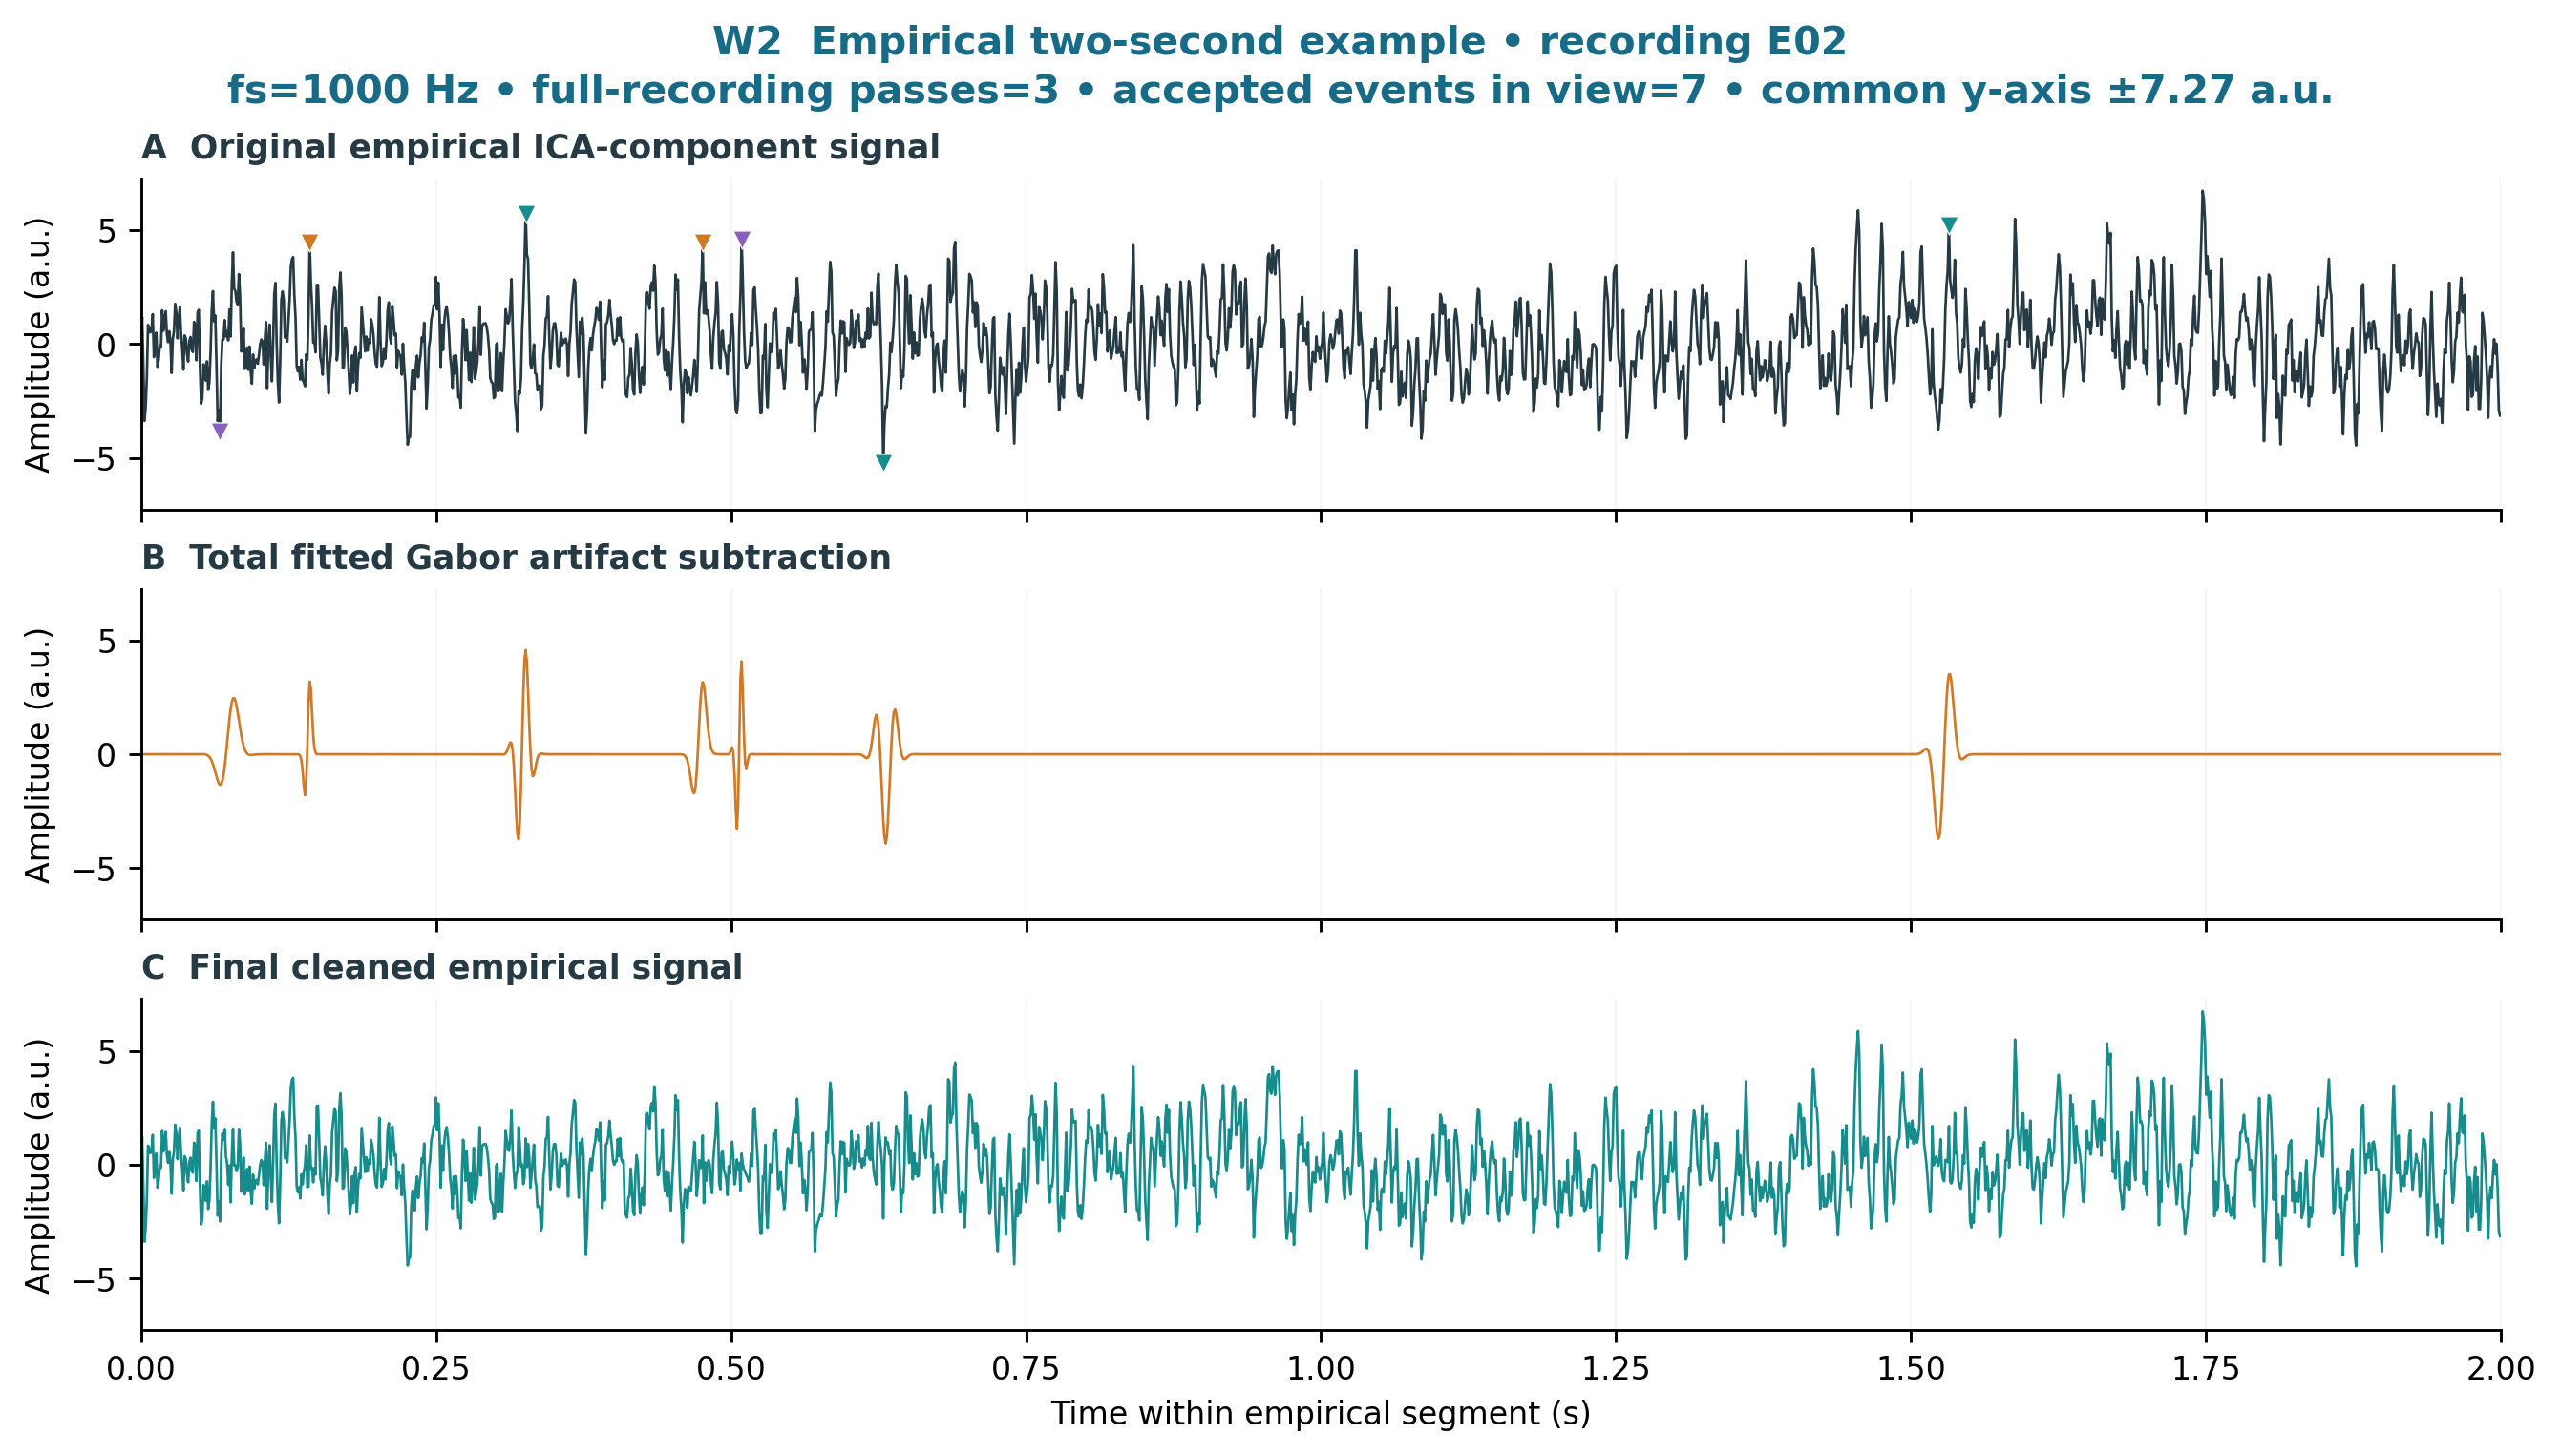 W2  Empirical two-second example • recording E02
fs=1000 Hz • full-recording passes=3 • accepted events in view=7 • common y-axis ±7.27 a.u.
A  Original empirical ICA-component signal
Amplitude (a.u.)
5
0
−5
B  Total fitted Gabor artifact subtraction
Amplitude (a.u.)
5
0
−5
C  Final cleaned empirical signal
Amplitude (a.u.)
5
0
−5
0.00 0.25 0.50 0.75 1.00 1.25 1.50 1.75 2.00
Time within empirical segment (s)